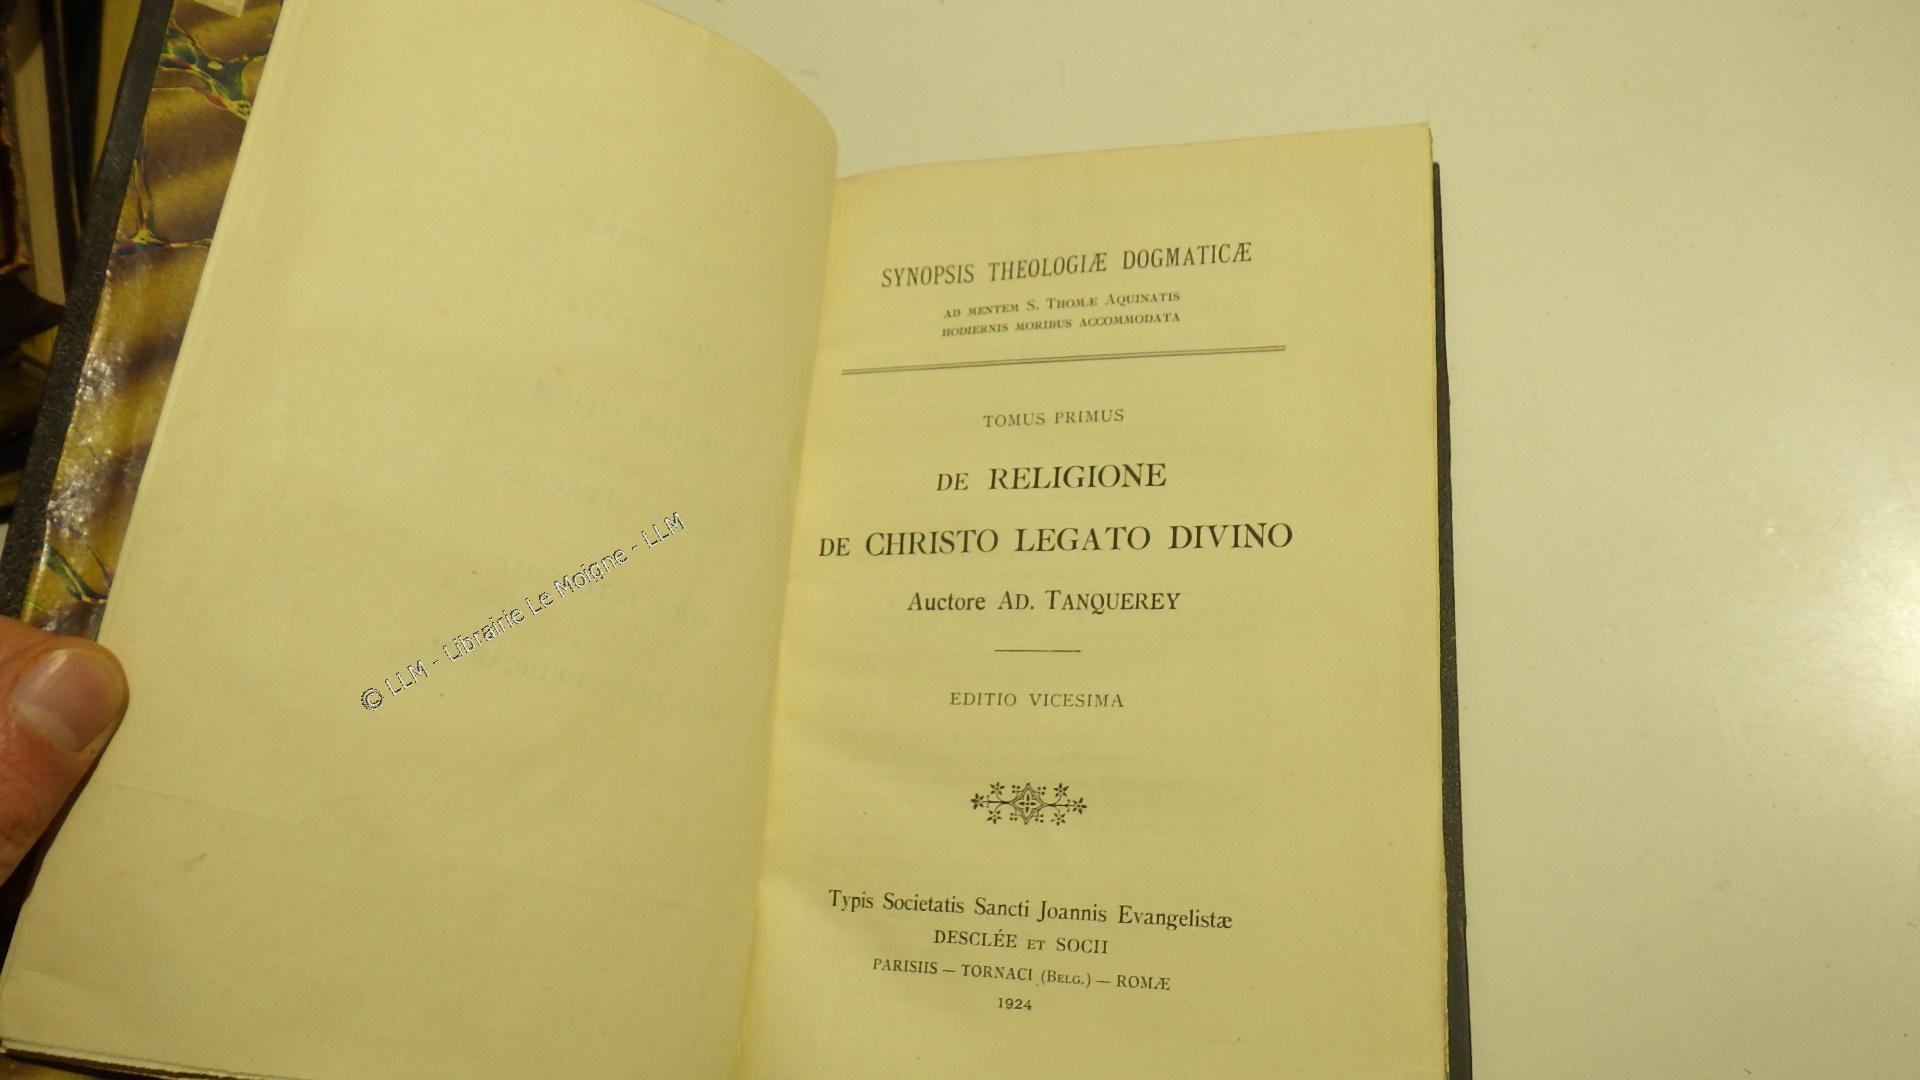 SYNOPSIS THEOLOGIÆ DOGMATICÆ
AD MENTEM S. THOMÆ AQUINATIS
HODIERNIS MORIBUS ACCOMMODATA
TOMUS PRIMUS
DE RELIGIONE
DE CHRISTO LEGATO DIVINO
Auctore AD. TANQUEREY
EDITIO VICESIMA
Typis Societatis Sancti Joannis Evangelistæ
DESCLÉE ET SOCII
PARISIIS — TORNACI (BELG.) — ROMÆ
1924
© LLM - Librairie Le Moigne - LLM